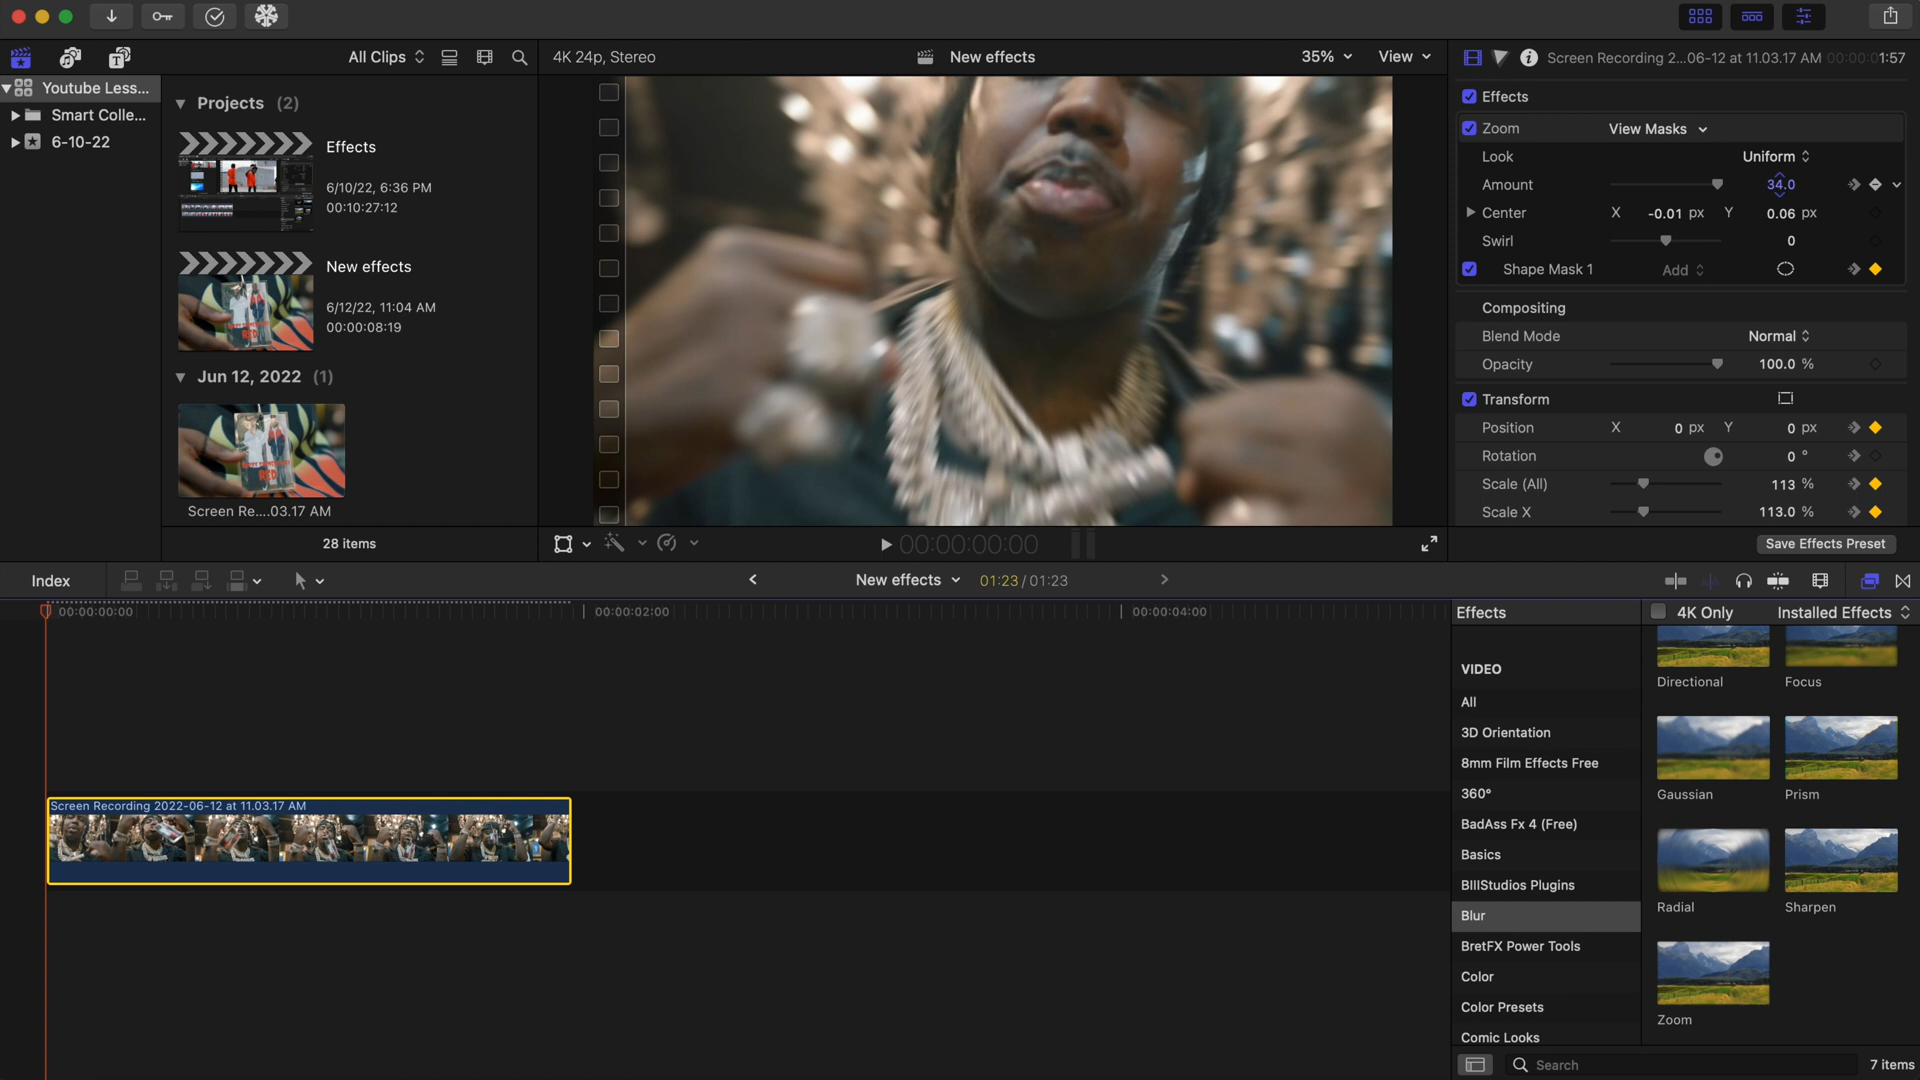 All Clips
4K 24p, Stereo
New effects
35%
View
Screen Recording 2...06-12 at 11.03.17 AM
00:00:01:57
Youtube Less...
Smart Colle...
6-10-22
Projects (2)
Effects
6/10/22, 6:36 PM
00:10:27:12
New effects
6/12/22, 11:04 AM
00:00:08:19
RED
Jun 12, 2022 (1)
RED
Screen Re....03.17 AM
28 items
00:00:00:00
Effects
Zoom
View Masks
Look
Uniform
Amount
34.0
Center
X -0.01 px Y 0.06 px
Swirl
0
Shape Mask 1
Add
Compositing
Blend Mode
Normal
Opacity
100.0 %
Transform
Position
X 0 px Y 0 px
Rotation
0 °
Scale (All)
113 %
Scale X
113.0 %
Save Effects Preset
Index
New effects
01:23 / 01:23
00:00:00:00
00:00:02:00
00:00:04:00
Screen Recording 2022-06-12 at 11.03.17 AM
Effects
4K Only
Installed Effects
VIDEO
All
3D Orientation
8mm Film Effects Free
360°
BadAss Fx 4 (Free)
Basics
BIIIStudios Plugins
Blur
BretFX Power Tools
Color
Color Presets
Comic Looks
Directional
Focus
Gaussian
Prism
Radial
Sharpen
Zoom
Search
7 items